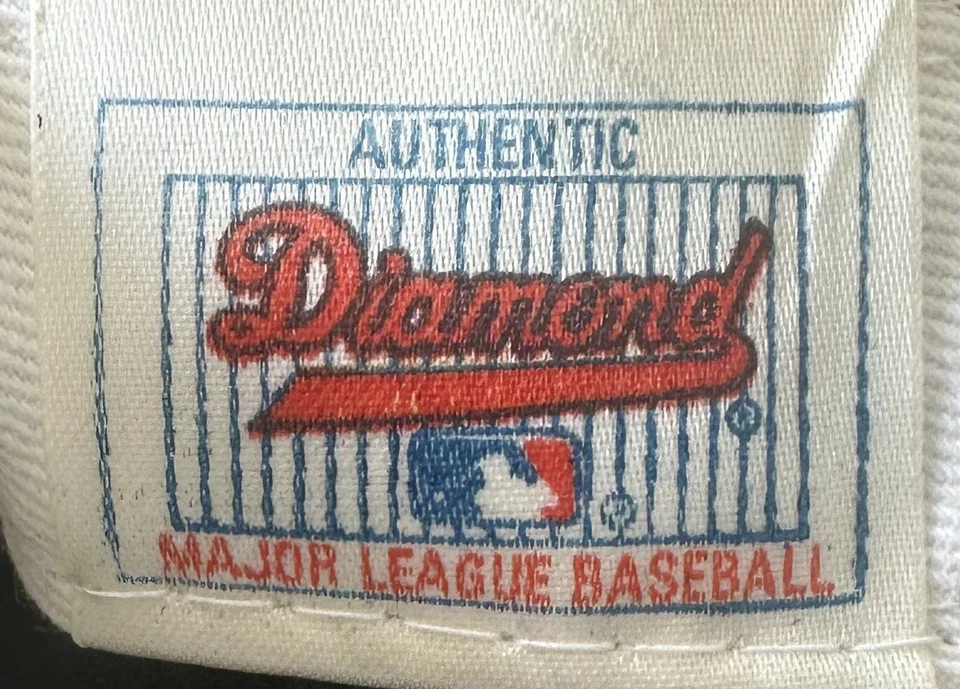 AUTHENTIC
Diamond
®
®
MAJOR LEAGUE BASEBALL